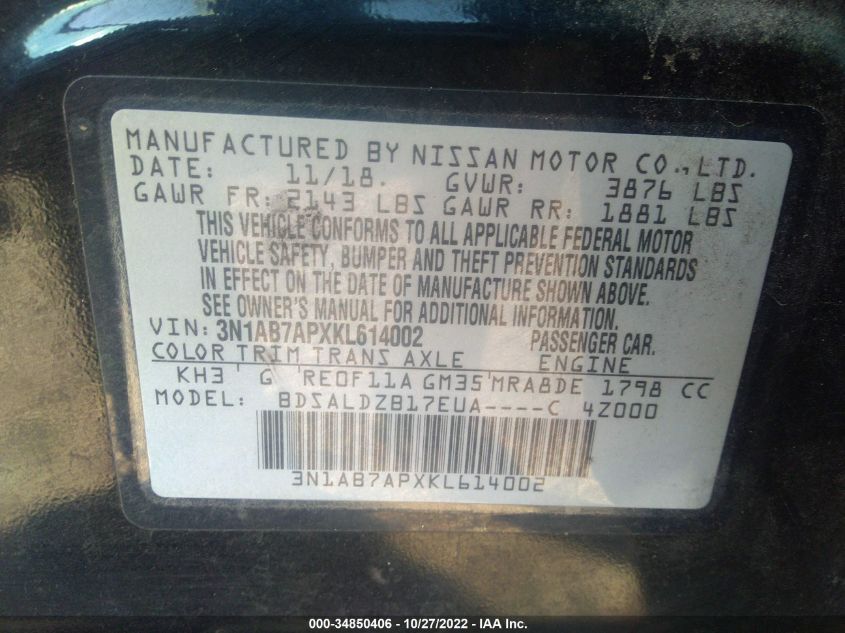 MANUFACTURED BY NISSAN MOTOR CO.,LTD.
DATE: 11/18. GVWR: 3876 LBS
GAWR FR: 2143 LBS GAWR RR: 1881 LBS
THIS VEHICLE CONFORMS TO ALL APPLICABLE FEDERAL MOTOR
VEHICLE SAFETY, BUMPER AND THEFT PREVENTION STANDARDS
IN EFFECT ON THE DATE OF MANUFACTURE SHOWN ABOVE.
SEE OWNER'S MANUAL FOR ADDITIONAL INFORMATION.
VIN: 3N1AB7APXKL614002 PASSENGER CAR.
COLOR TRIM TRANS AXLE ENGINE
KH3 G RE0F11A GM35 MRA8DE 1798 CC
MODEL: BDSALDZB17EUA----C 4Z000
3N1AB7APXKL614002
000-34850406 - 10/27/2022 - IAA Inc.